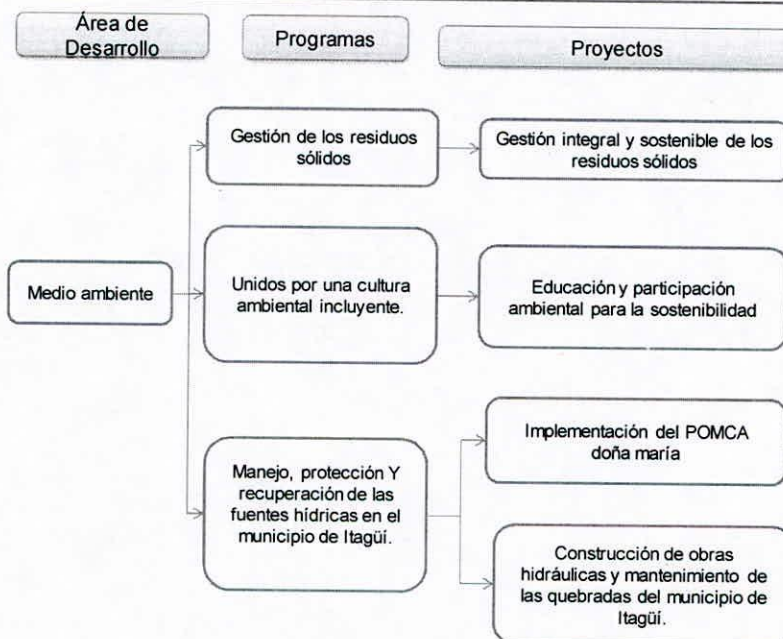 Área de
Desarrollo
Programas
Proyectos
Gestión de los residuos
sólidos
Gestión integral y sostenible de los
residuos sólidos
Medio ambiente
Unidos por una cultura
ambiental incluyente.
Educación y participación
ambiental para la sostenibilidad
Manejo, protección Y
recuperación de las
fuentes hídricas en el
municipio de Itagüí.
Implementación del POMCA
doña maría
Construcción de obras
hidráulicas y mantenimiento de
las quebradas del municipio de
Itagüí.